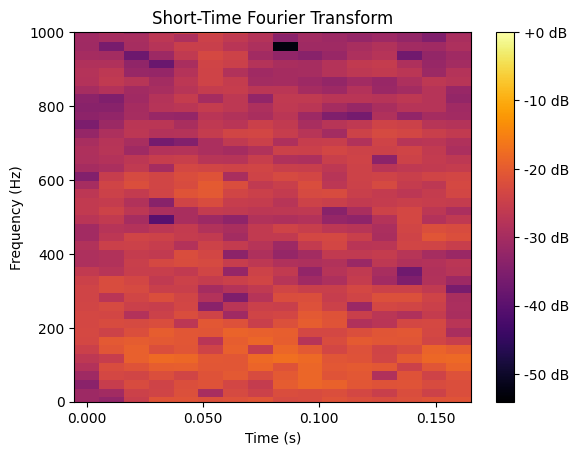 Short-Time Fourier Transform
1000
800
600
400
200
0
Frequency (Hz)
0.000
0.050
0.100
0.150
Time (s)
+0 dB
-10 dB
-20 dB
-30 dB
-40 dB
-50 dB